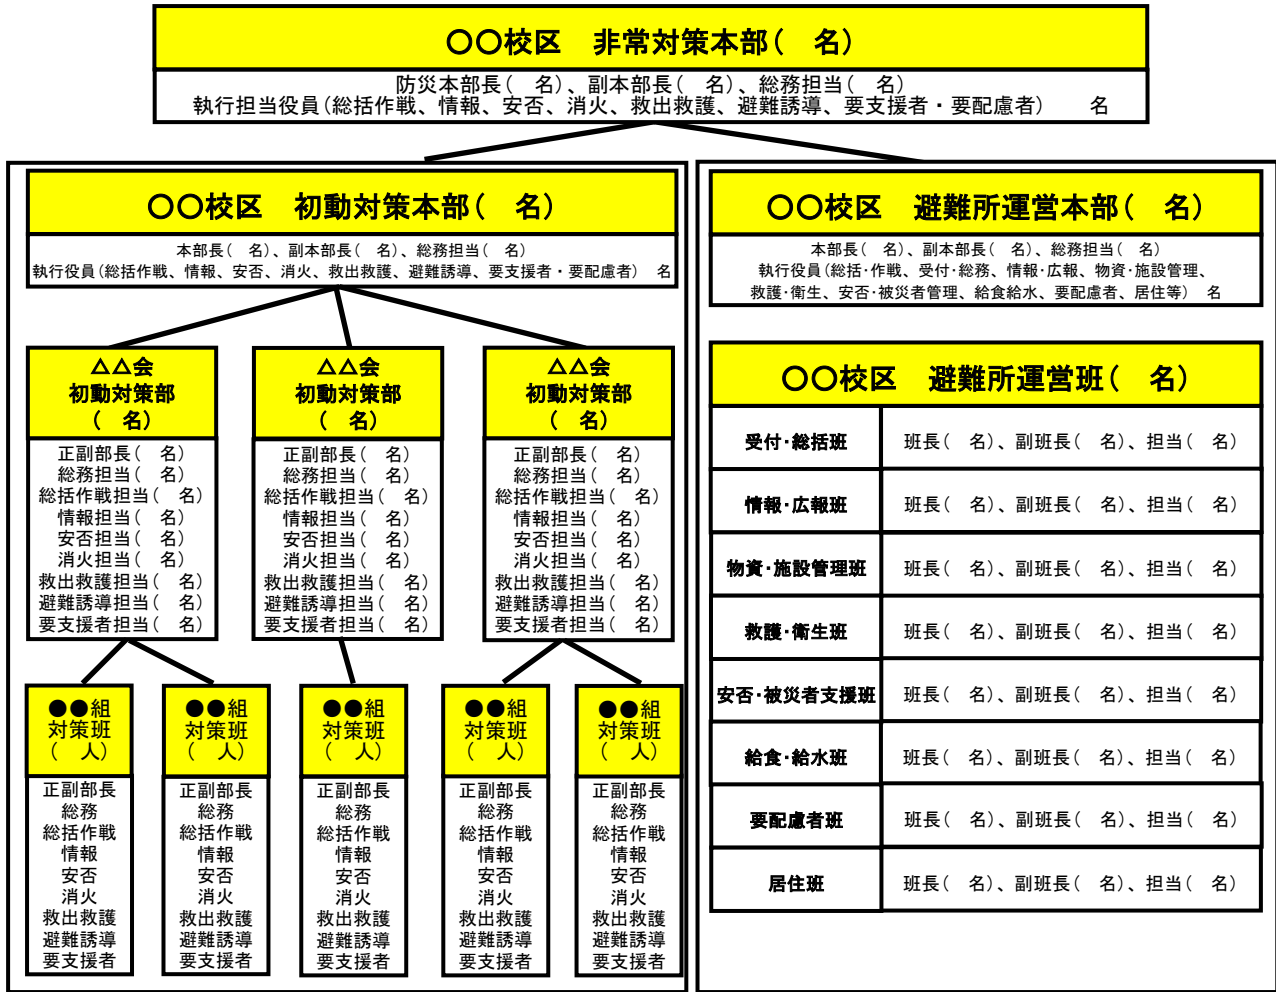 〇〇校区　非常対策本部（　名）
防災本部長（　名）、副本部長（　名）、総務担当（　名）
執行担当役員（総括作戦、情報、安否、消火、救出救護、避難誘導、要支援者・要配慮者）　　名
〇〇校区　初動対策本部（　名）
本部長（　名）、副本部長（　名）、総務担当（　名）
執行役員（総括作戦、情報、安否、消火、救出救護、避難誘導、要支援者・要配慮者）　名
△△会
初動対策部
（　名）
正副部長（　名）
総務担当（　名）
総括作戦担当（　名）
情報担当（　名）
安否担当（　名）
消火担当（　名）
救出救護担当（　名）
避難誘導担当（　名）
要支援者担当（　名）
△△会
初動対策部
（　名）
正副部長（　名）
総務担当（　名）
総括作戦担当（　名）
情報担当（　名）
安否担当（　名）
消火担当（　名）
救出救護担当（　名）
避難誘導担当（　名）
要支援者担当（　名）
△△会
初動対策部
（　名）
正副部長（　名）
総務担当（　名）
総括作戦担当（　名）
情報担当（　名）
安否担当（　名）
消火担当（　名）
救出救護担当（　名）
避難誘導担当（　名）
要支援者担当（　名）
●●組
対策班
（　人）
正副部長
総務
総括作戦
情報
安否
消火
救出救護
避難誘導
要支援者
●●組
対策班
（　人）
正副部長
総務
総括作戦
情報
安否
消火
救出救護
避難誘導
要支援者
●●組
対策班
（　人）
正副部長
総務
総括作戦
情報
安否
消火
救出救護
避難誘導
要支援者
●●組
対策班
（　人）
正副部長
総務
総括作戦
情報
安否
消火
救出救護
避難誘導
要支援者
●●組
対策班
（　人）
正副部長
総務
総括作戦
情報
安否
消火
救出救護
避難誘導
要支援者
〇〇校区　避難所運営本部（　名）
本部長（　名）、副本部長（　名）、総務担当（　名）
執行役員（総括・作戦、受付・総務、情報・広報、物資・施設管理、
救護・衛生、安否・被災者管理、給食給水、要配慮者、居住等）　名
〇〇校区　避難所運営班（　名）
受付・総括班　班長（　名）、副班長（　名）、担当（　名）
情報・広報班　班長（　名）、副班長（　名）、担当（　名）
物資・施設管理班　班長（　名）、副班長（　名）、担当（　名）
救護・衛生班　班長（　名）、副班長（　名）、担当（　名）
安否・被災者支援班　班長（　名）、副班長（　名）、担当（　名）
給食・給水班　班長（　名）、副班長（　名）、担当（　名）
要配慮者班　班長（　名）、副班長（　名）、担当（　名）
居住班　班長（　名）、副班長（　名）、担当（　名）